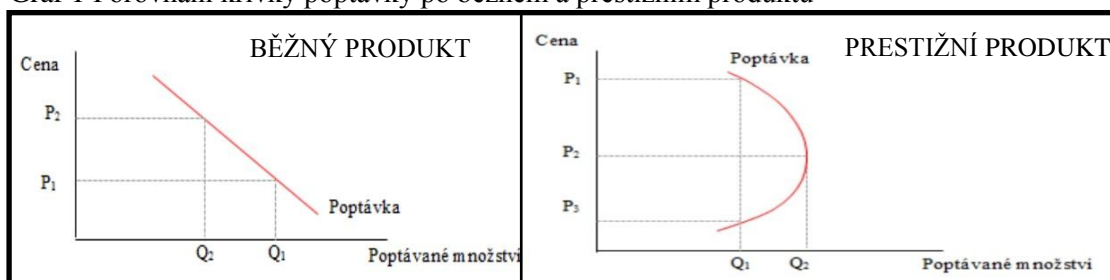 Graf 1 Porovnání křivky poptávky po běžném a prestižním produktu
BĚŽNÝ PRODUKT
Cena
P₂
P₁
Poptávka
Q₂
Q₁
Poptávané množství
PRESTIŽNÍ PRODUKT
Cena
Poptávka
P₁
P₂
P₃
Q₁
Q₂
Poptávané množství